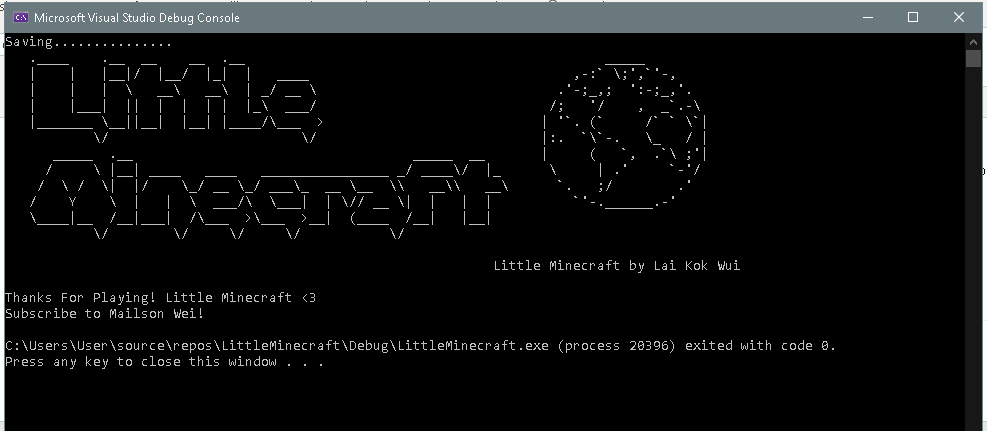 Microsoft Visual Studio Debug Console
Saving...............
Little
Minecraft
Little Minecraft by Lai Kok Wui
Thanks For Playing! Little Minecraft <3
Subscribe to Mailson Wei!
C:\Users\User\source\repos\LittleMinecraft\Debug\LittleMinecraft.exe (process 20396) exited with code 0.
Press any key to close this window . . .